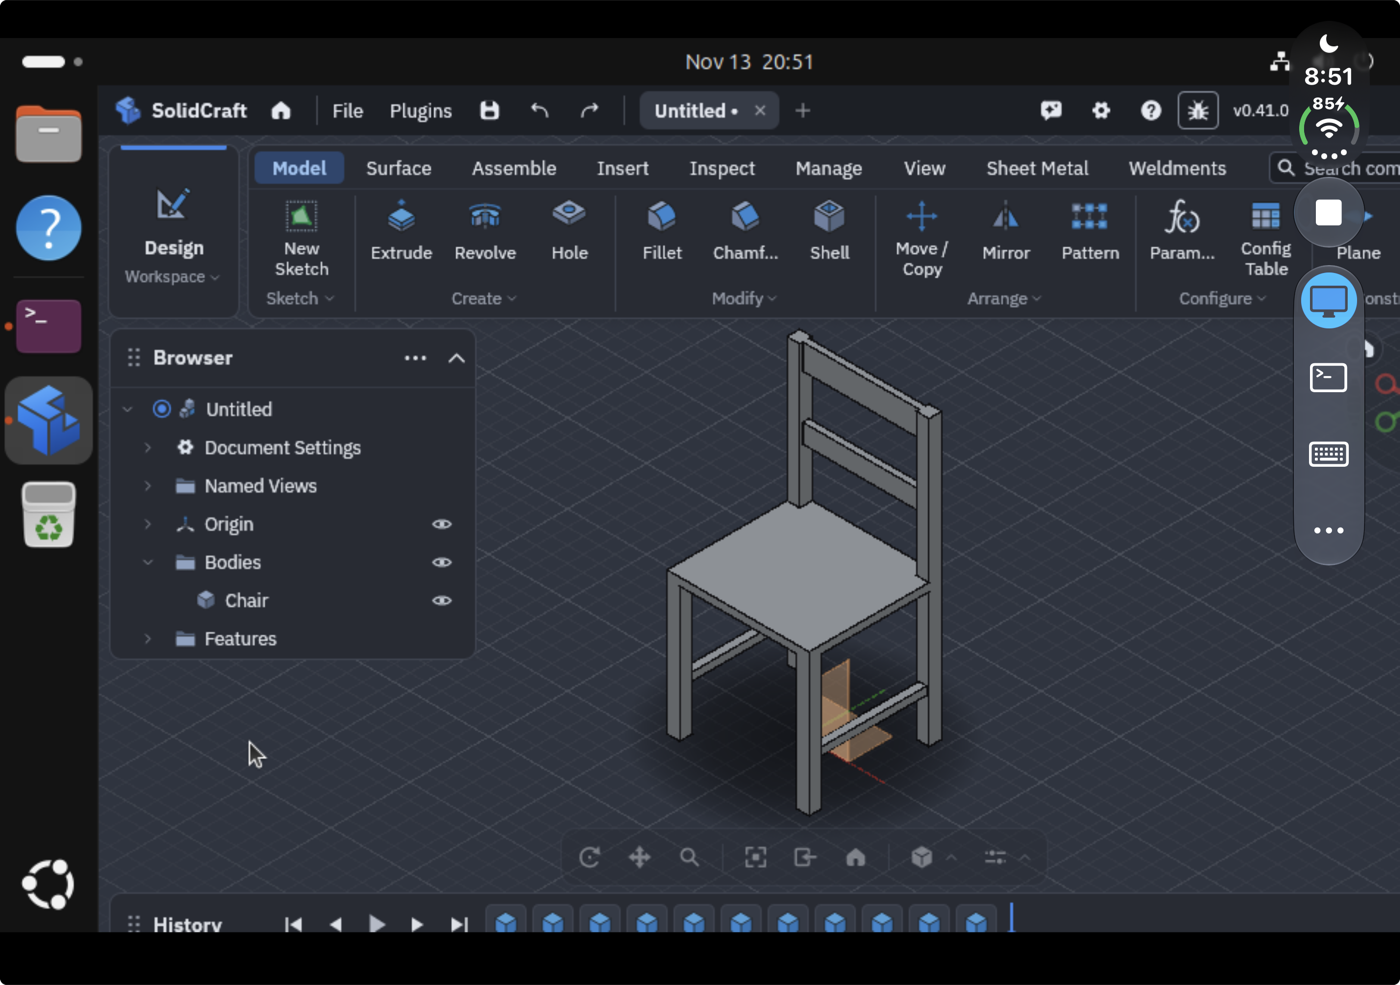 Nov 13 20:51
8:51
85
SolidCraft
File
Plugins
Untitled •
v0.41.0
Design
Workspace
Model
Surface
Assemble
Insert
Inspect
Manage
View
Sheet Metal
Weldments
Search com
New Sketch
Extrude
Revolve
Hole
Fillet
Chamf...
Shell
Move / Copy
Mirror
Pattern
Param...
Config Table
Plane
Sketch
Create
Modify
Arrange
Configure
onst
Browser
Untitled
Document Settings
Named Views
Origin
Bodies
Chair
Features
History